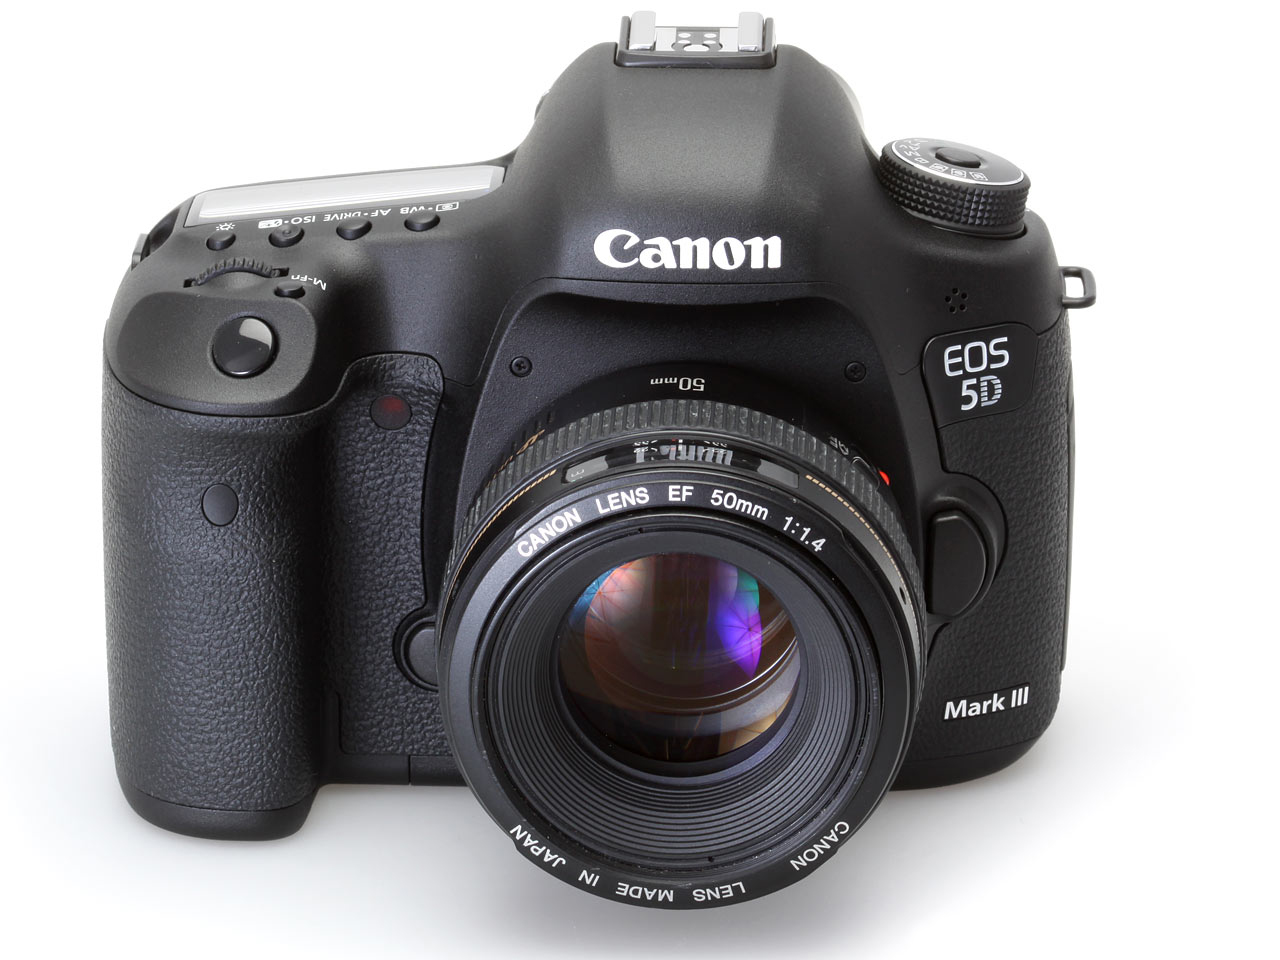 WB AF•DRIVE ISO•
M-Fn
Canon
EOS
5D
50mm
CANON LENS EF 50mm 1:1.4
Mark III
CANON LENS MADE IN JAPAN